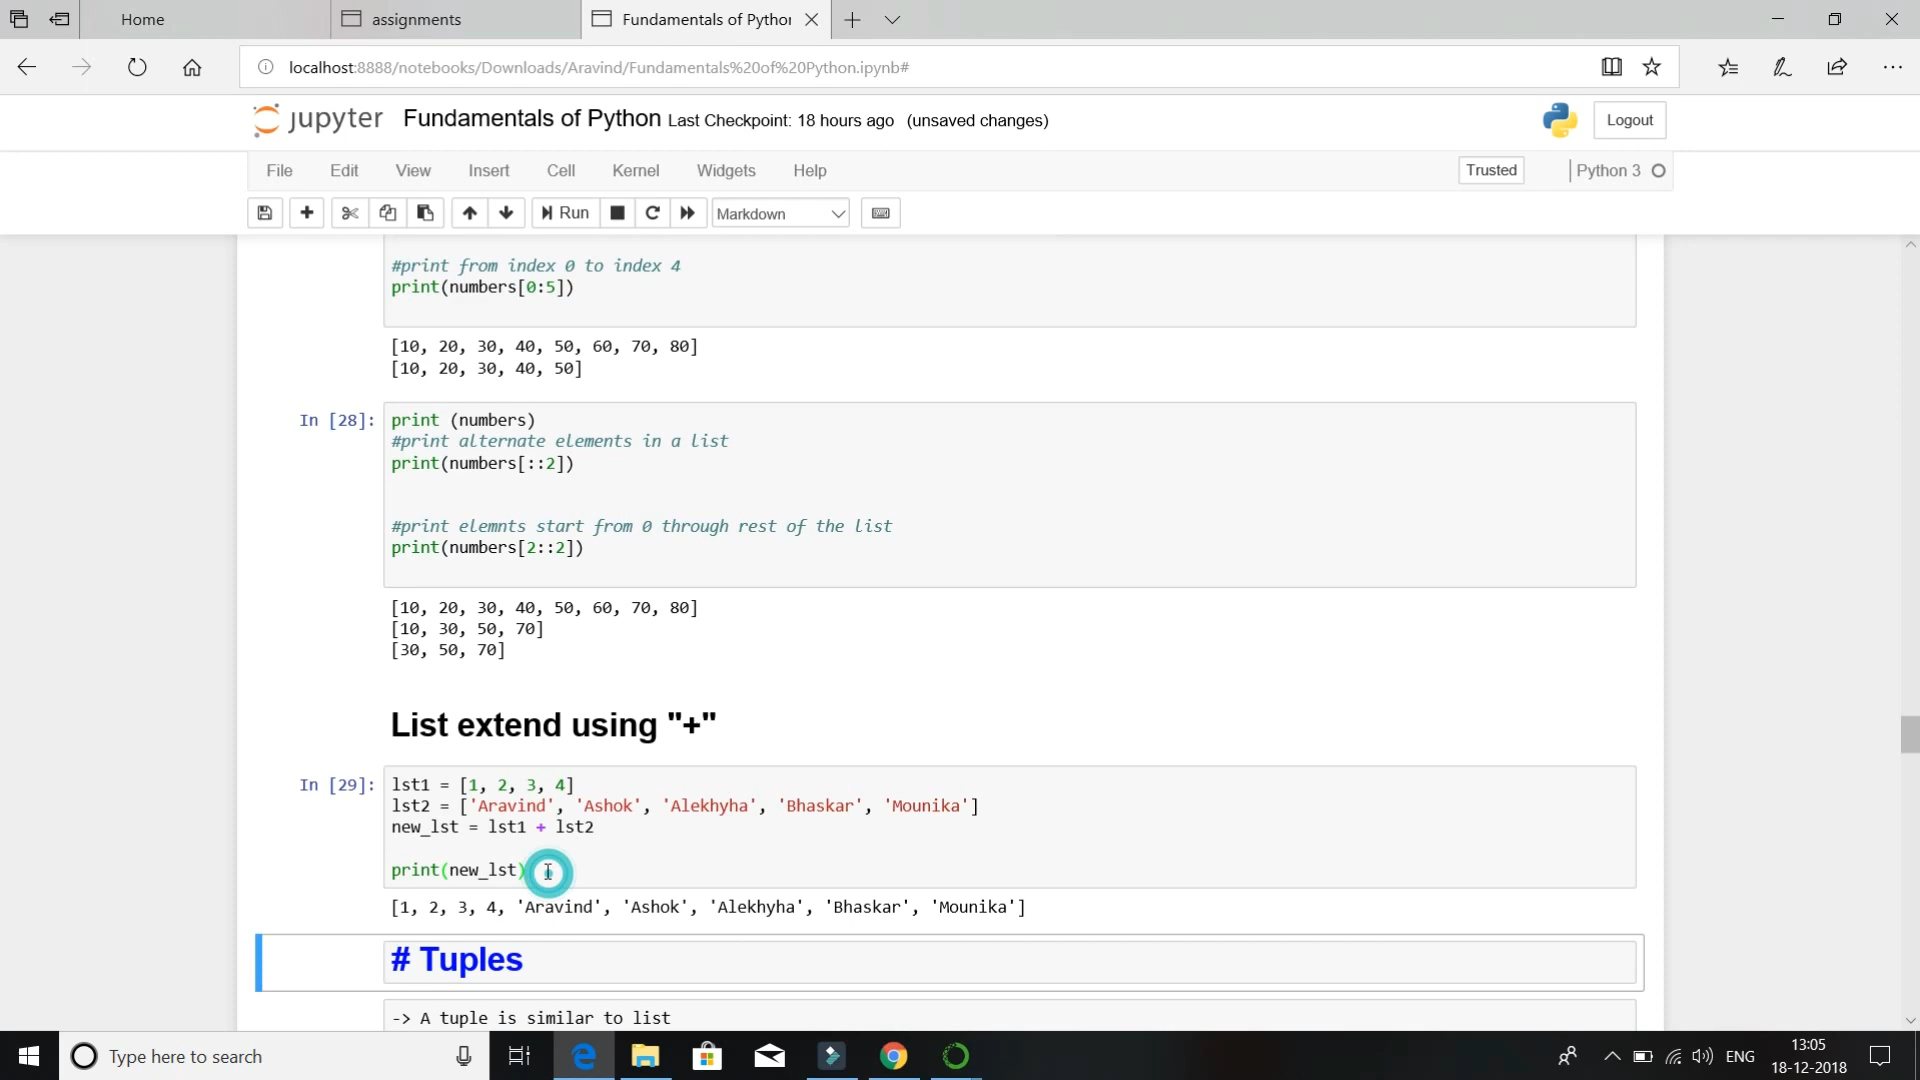 Home
assignments
Fundamentals of Pythor
localhost:8888/notebooks/Downloads/Aravind/Fundamentals%20of%20Python.ipynb#
jupyter Fundamentals of Python Last Checkpoint: 18 hours ago (unsaved changes)
Logout
File Edit View Insert Cell Kernel Widgets Help
Trusted
Python 3
Run
Markdown
#print from index 0 to index 4
print(numbers[0:5])
[10, 20, 30, 40, 50, 60, 70, 80]
[10, 20, 30, 40, 50]
In [28]:
print (numbers)
#print alternate elements in a list
print(numbers[::2])
#print elemnts start from 0 through rest of the list
print(numbers[2::2])
[10, 20, 30, 40, 50, 60, 70, 80]
[10, 30, 50, 70]
[30, 50, 70]
List extend using "+"
In [29]:
lst1 = [1, 2, 3, 4]
lst2 = ['Aravind', 'Ashok', 'Alekhyha', 'Bhaskar', 'Mounika']
new_lst = lst1 + lst2
print(new_lst)
[1, 2, 3, 4, 'Aravind', 'Ashok', 'Alekhyha', 'Bhaskar', 'Mounika']
# Tuples
-> A tuple is similar to list
Type here to search
ENG
13:05
18-12-2018